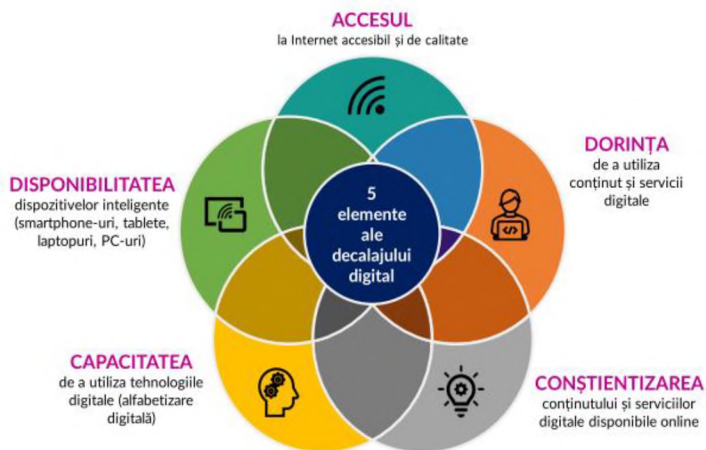 ACCESUL
la Internet accesibil și de calitate
DORINȚA
de a utiliza
conținut și servicii
digitale
DISPONIBILITATEA
dispozitivelor inteligente
(smartphone-uri, tablete,
laptopuri, PC-uri)
5
elemente
ale
decalajului
digital
CAPACITATEA
de a utiliza tehnologiile
digitale (alfabetizare
digitală)
CONȘTIENTIZAREA
conținutului și serviciilor
digitale disponibile online